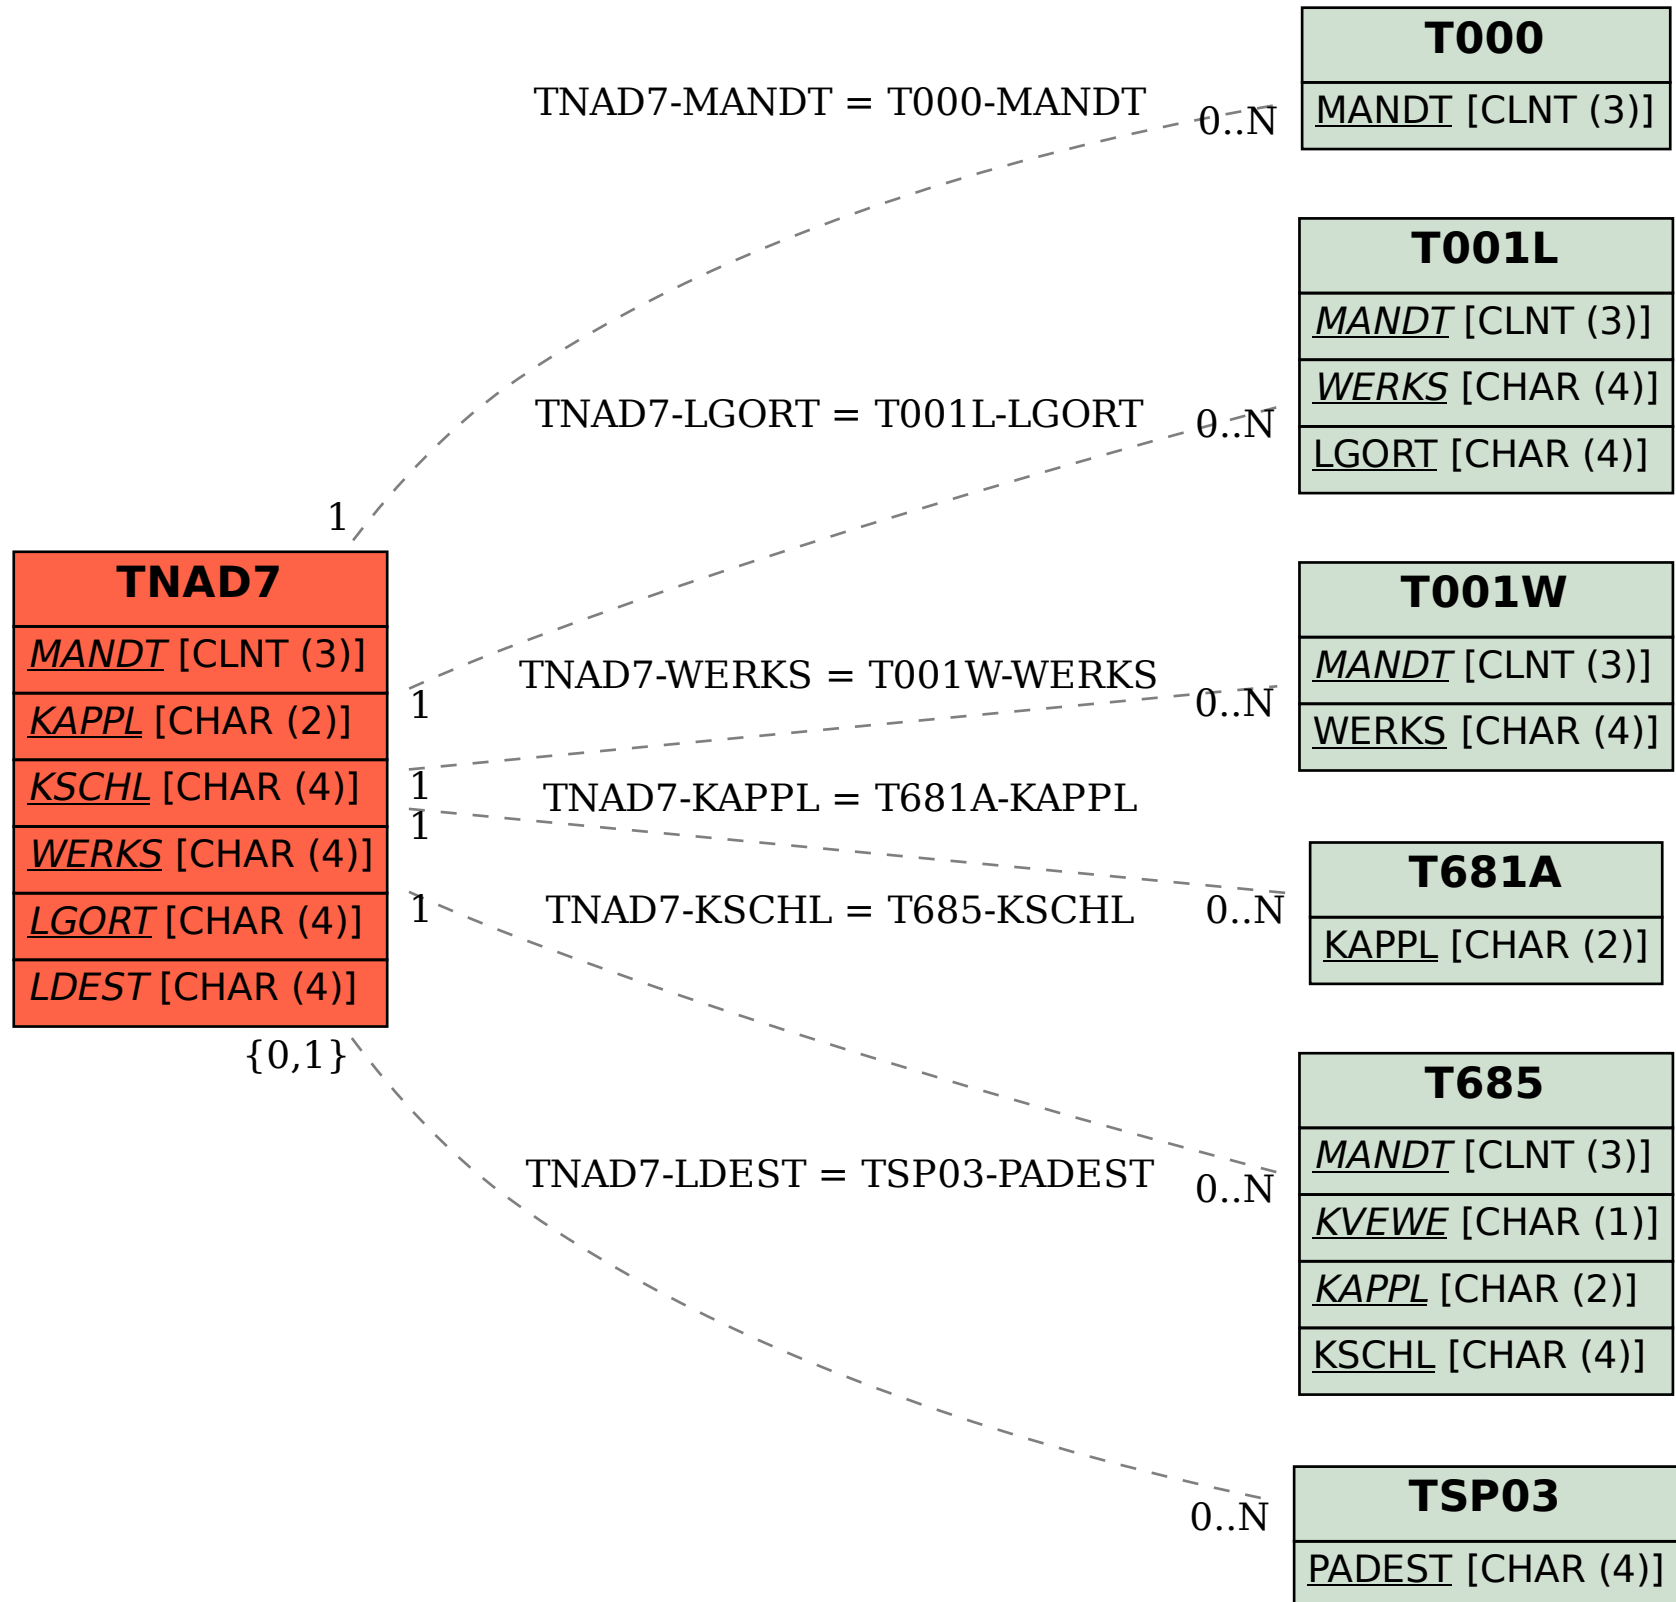 T000
MANDT [CLNT (3)]
TNAD7-MANDT = T000-MANDT
0..N
1
T001L
MANDT [CLNT (3)]
WERKS [CHAR (4)]
LGORT [CHAR (4)]
TNAD7-LGORT = T001L-LGORT
0..N
1
TNAD7
MANDT [CLNT (3)]
KAPPL [CHAR (2)]
KSCHL [CHAR (4)]
WERKS [CHAR (4)]
LGORT [CHAR (4)]
LDEST [CHAR (4)]
T001W
MANDT [CLNT (3)]
WERKS [CHAR (4)]
TNAD7-WERKS = T001W-WERKS
0..N
1
TNAD7-KAPPL = T681A-KAPPL
1
0..N
T681A
KAPPL [CHAR (2)]
TNAD7-KSCHL = T685-KSCHL
1
0..N
T685
MANDT [CLNT (3)]
KVEWE [CHAR (1)]
KAPPL [CHAR (2)]
KSCHL [CHAR (4)]
{0,1}
TNAD7-LDEST = TSP03-PADEST
0..N
TSP03
PADEST [CHAR (4)]